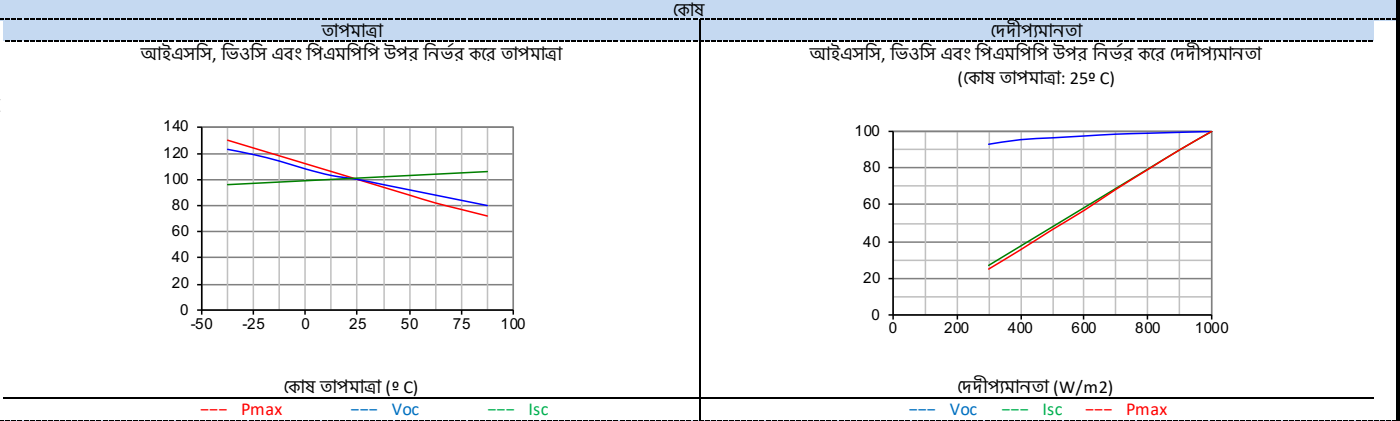 কোষ
তাপমাত্রা
আইএসসি, ভিওসি এবং পিএমপিপি উপর নির্ভর করে তাপমাত্রা
140
120
100
80
60
40
20
0
-50 -25 0 25 50 75 100
কোষ তাপমাত্রা (º C)
--- Pmax --- Voc --- Isc
দেদীপ্যমানতা
আইএসসি, ভিওসি এবং পিএমপিপি উপর নির্ভর করে দেদীপ্যমানতা
(কোষ তাপমাত্রা: 25º C)
100
80
60
40
20
0
0 200 400 600 800 1000
দেদীপ্যমানতা (W/m2)
--- Voc --- Isc --- Pmax